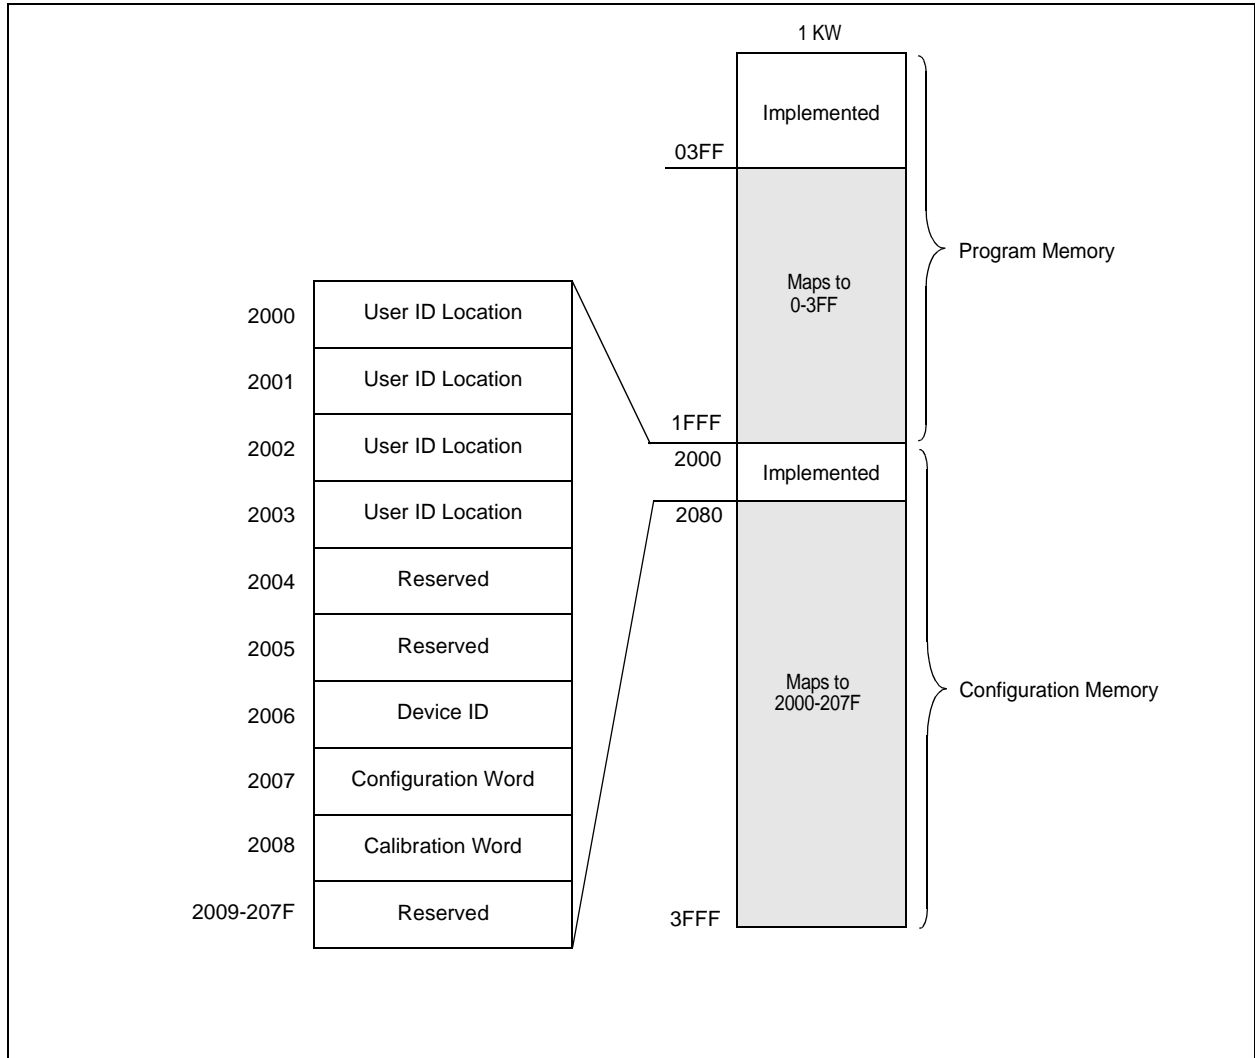 1 KW
Implemented
03FF
Maps to
0-3FF
Program Memory
1FFF
2000
Implemented
2080
Maps to
2000-207F
Configuration Memory
3FFF
2000 User ID Location
2001 User ID Location
2002 User ID Location
2003 User ID Location
2004 Reserved
2005 Reserved
2006 Device ID
2007 Configuration Word
2008 Calibration Word
2009-207F Reserved